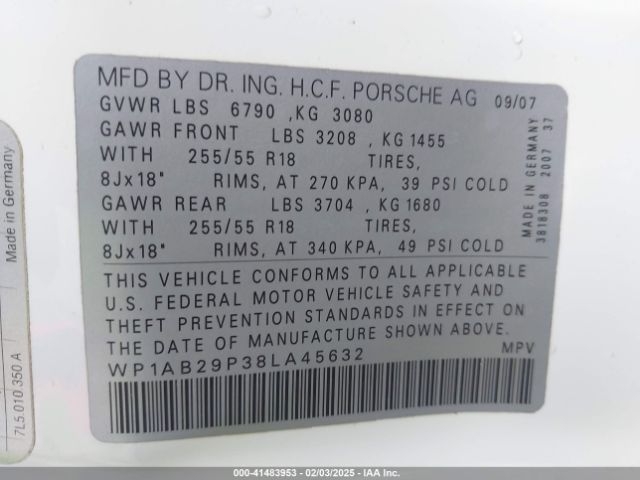 MFD BY DR. ING. H.C.F. PORSCHE AG 09/07
GVWR LBS 6790 ,KG 3080
GAWR FRONT LBS 3208 , KG 1455
WITH 255/55 R18 TIRES,
8Jx18" RIMS, AT 270 KPA, 39 PSI COLD
GAWR REAR LBS 3704 , KG 1680
WITH 255/55 R18 TIRES,
8Jx18" RIMS, AT 340 KPA, 49 PSI COLD
THIS VEHICLE CONFORMS TO ALL APPLICABLE
U.S. FEDERAL MOTOR VEHICLE SAFETY AND
THEFT PREVENTION STANDARDS IN EFFECT ON
THE DATE OF MANUFACTURE SHOWN ABOVE.
WP1AB29P38LA45632 MPV
MADE IN GERMANY
3818308 2007 37
Made in Germany
7L5 010 350 A
000-41483953 - 02/03/2025 - IAA Inc.